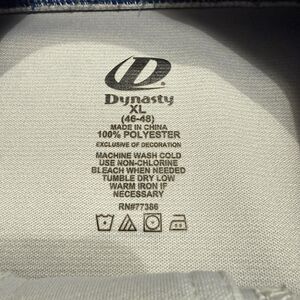 Dynasty
XL
(46-48)
MADE IN CHINA
100% POLYESTER
EXCLUSIVE OF DECORATION
MACHINE WASH COLD
USE NON-CHLORINE
BLEACH WHEN NEEDED
TUMBLE DRY LOW
WARM IRON IF
NECESSARY
RN#77386